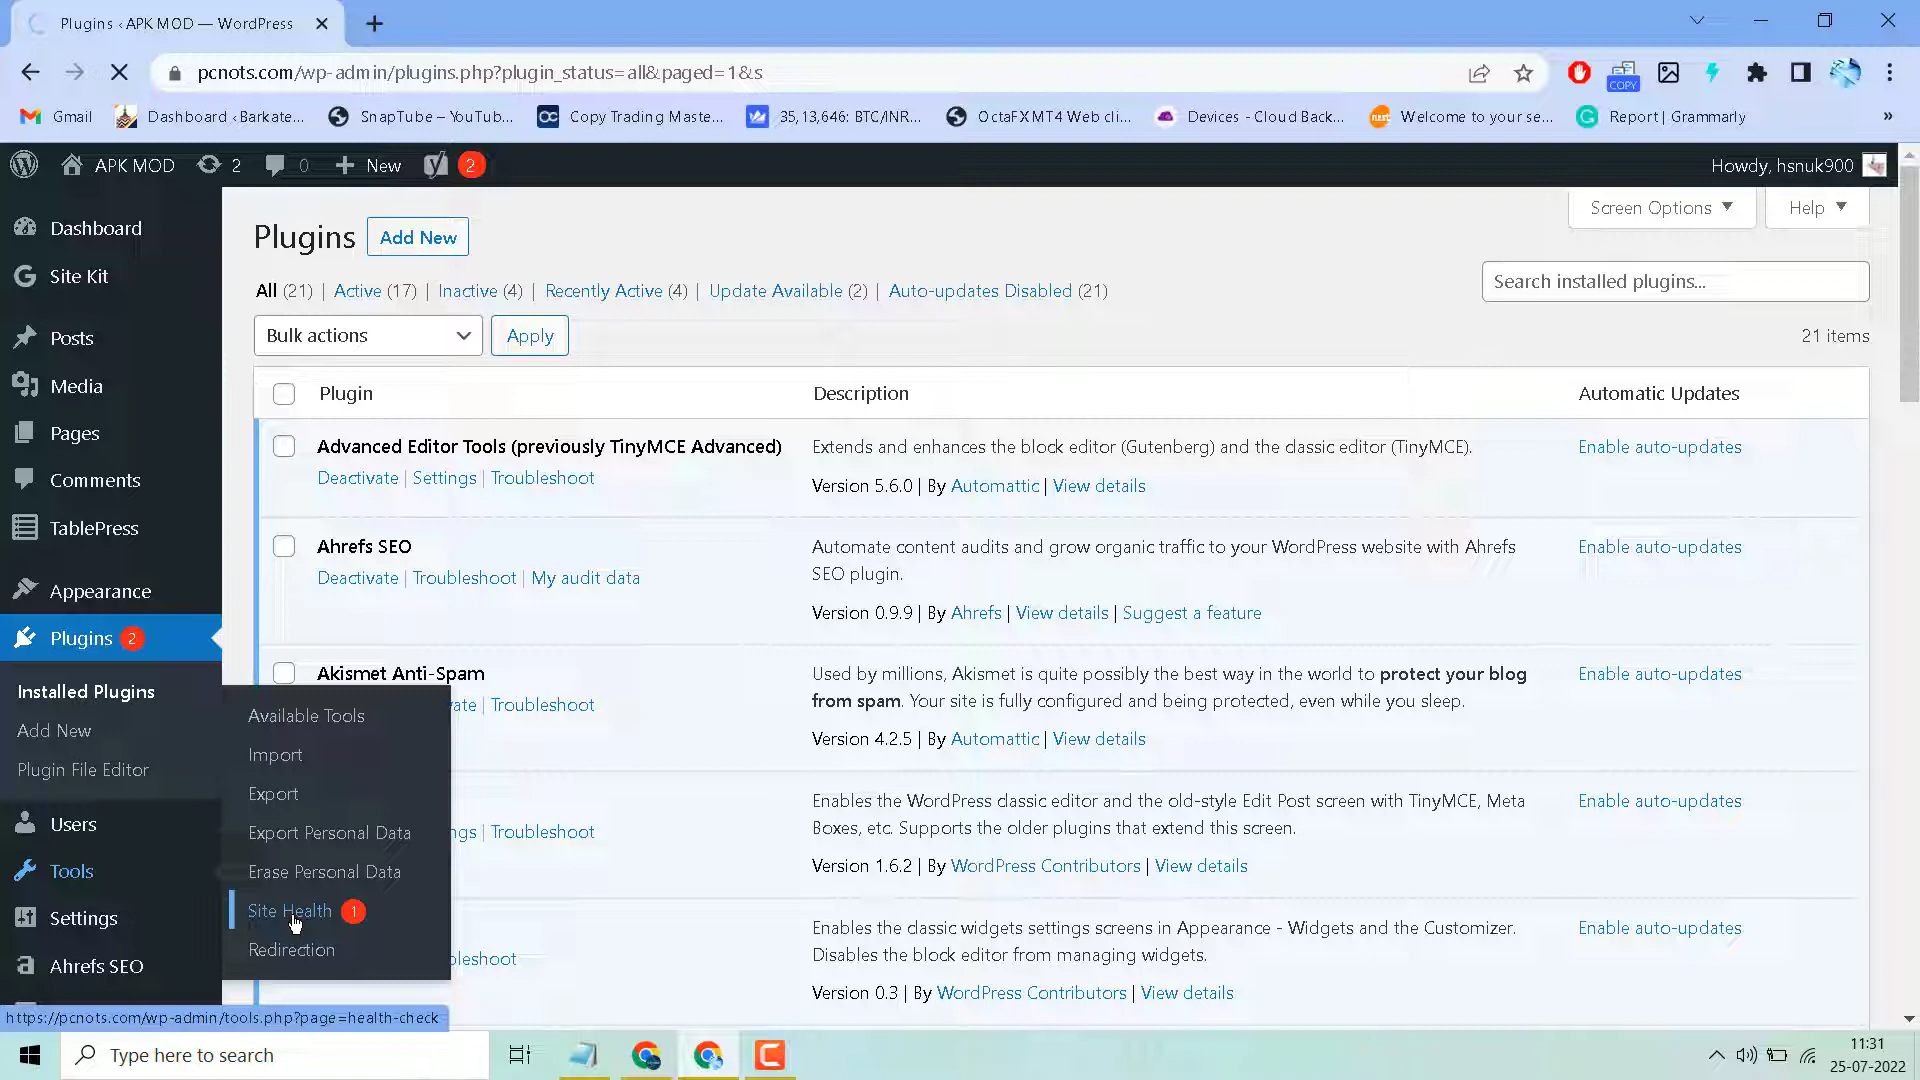 Plugins ‹ APK MOD — WordPress
pcnots.com/wp-admin/plugins.php?plugin_status=all&paged=1&s
COPY
Gmail
Dashboard ‹ Barkate...
SnapTube – YouTub...
Copy Trading Maste...
35,13,646: BTC/INR...
OctaFX MT4 Web cli...
Devices - Cloud Back...
Welcome to your se...
Report | Grammarly
»
APK MOD
2
0
New
2
Howdy, hsnuk900
Screen Options
Help
Dashboard
Site Kit
Posts
Media
Pages
Comments
TablePress
Appearance
Plugins 2
Installed Plugins
Add New
Plugin File Editor
Users
Tools
Settings
Ahrefs SEO
Available Tools
Import
Export
Export Personal Data
Erase Personal Data
Site Health 1
Redirection
Plugins Add New
All (21) | Active (17) | Inactive (4) | Recently Active (4) | Update Available (2) | Auto-updates Disabled (21)
Search installed plugins...
Bulk actions
Apply
21 items
Plugin
Description
Automatic Updates
Advanced Editor Tools (previously TinyMCE Advanced)
Deactivate | Settings | Troubleshoot
Extends and enhances the block editor (Gutenberg) and the classic editor (TinyMCE).
Version 5.6.0 | By Automattic | View details
Enable auto-updates
Ahrefs SEO
Deactivate | Troubleshoot | My audit data
Automate content audits and grow organic traffic to your WordPress website with Ahrefs
SEO plugin.
Version 0.9.9 | By Ahrefs | View details | Suggest a feature
Enable auto-updates
Akismet Anti-Spam
ate | Troubleshoot
Used by millions, Akismet is quite possibly the best way in the world to protect your blog
from spam. Your site is fully configured and being protected, even while you sleep.
Version 4.2.5 | By Automattic | View details
Enable auto-updates
ngs | Troubleshoot
Enables the WordPress classic editor and the old-style Edit Post screen with TinyMCE, Meta
Boxes, etc. Supports the older plugins that extend this screen.
Version 1.6.2 | By WordPress Contributors | View details
Enable auto-updates
bleshoot
Enables the classic widgets settings screens in Appearance - Widgets and the Customizer.
Disables the block editor from managing widgets.
Version 0.3 | By WordPress Contributors | View details
Enable auto-updates
https://pcnots.com/wp-admin/tools.php?page=health-check
Type here to search
11:31
25-07-2022